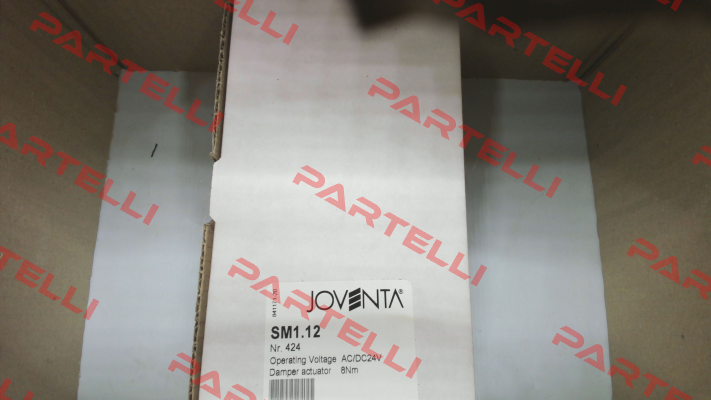 PARTELLI
PARTELLI
PARTELLI
PARTELLI
PARTELLI
PARTELLI
PARTELLI
PARTELLI
PARTELLI
PARTELLI
JOVENTA®
SM1.12
Nr. 424
Operating Voltage AC/DC24V
Damper actuator 8Nm